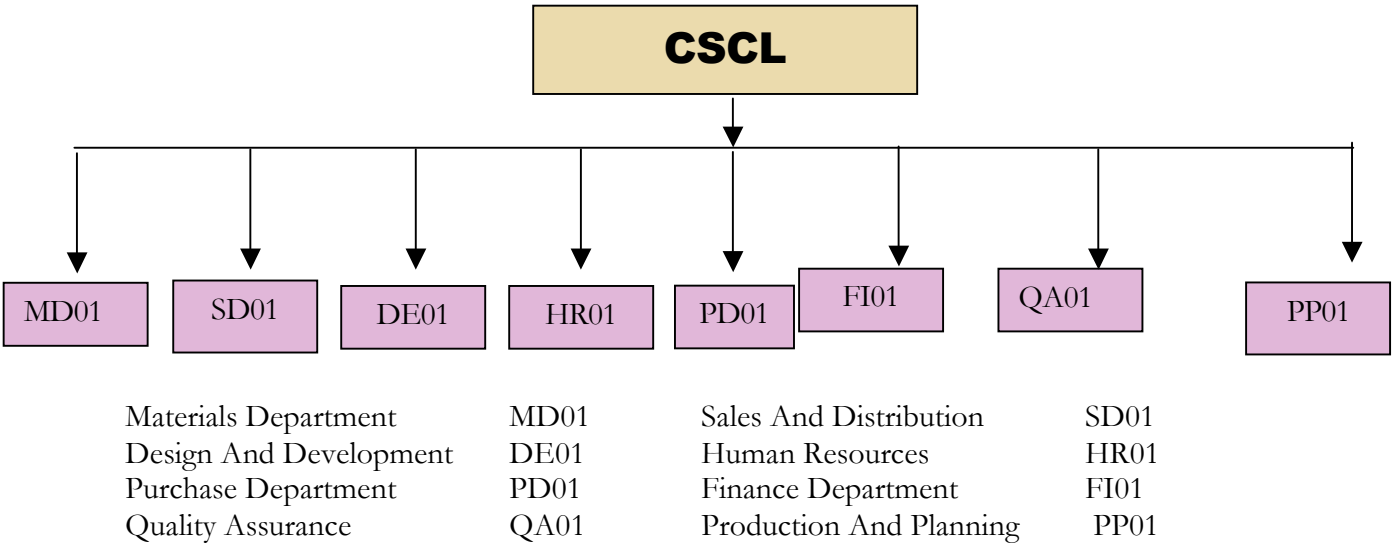 CSCL
MD01 SD01 DE01 HR01 PD01 FI01 QA01 PP01
Materials Department MD01 Sales And Distribution SD01
Design And Development DE01 Human Resources HR01
Purchase Department PD01 Finance Department FI01
Quality Assurance QA01 Production And Planning PP01